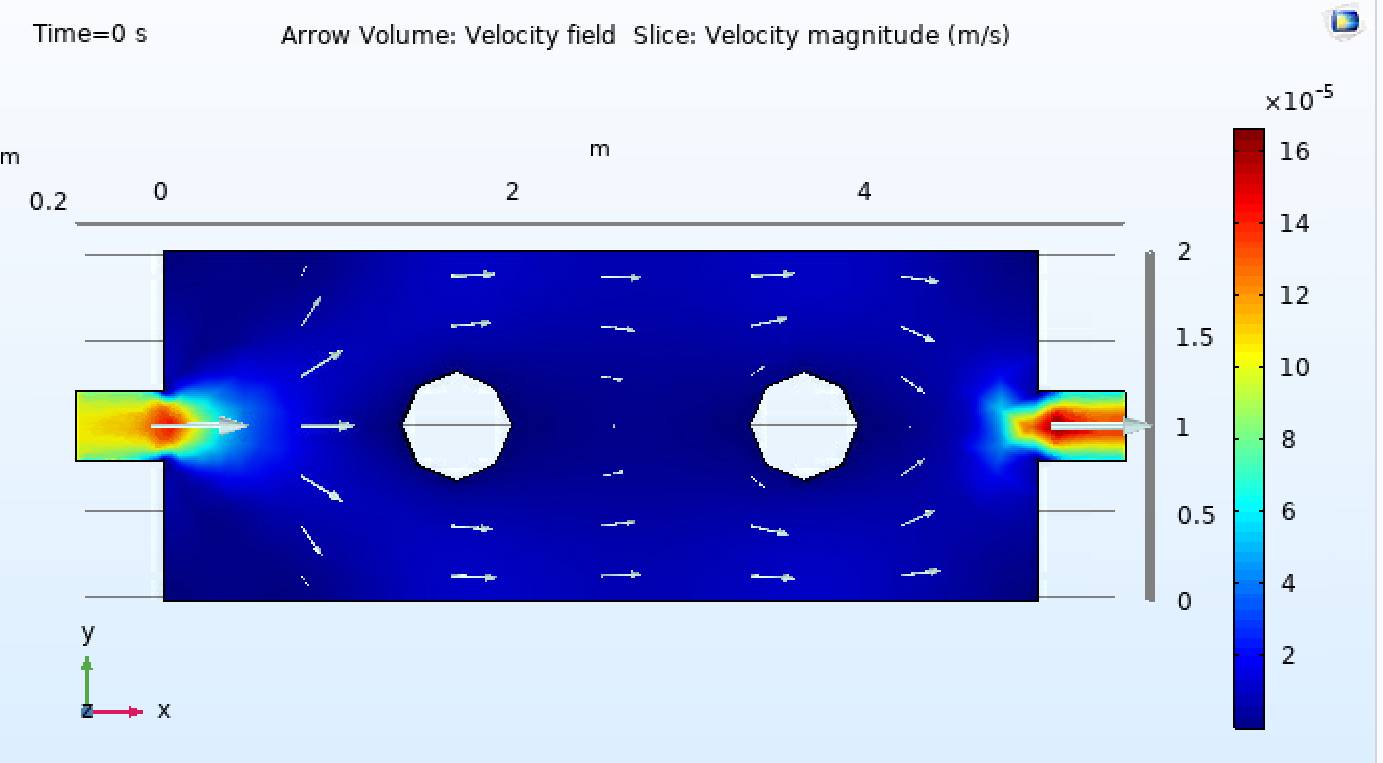 Time=0 s
Arrow Volume: Velocity field Slice: Velocity magnitude (m/s)
×10⁻⁵
m
m
0.2
0
2
4
16
14
12
10
8
6
4
2
2
1.5
1
0.5
0
y
z
x